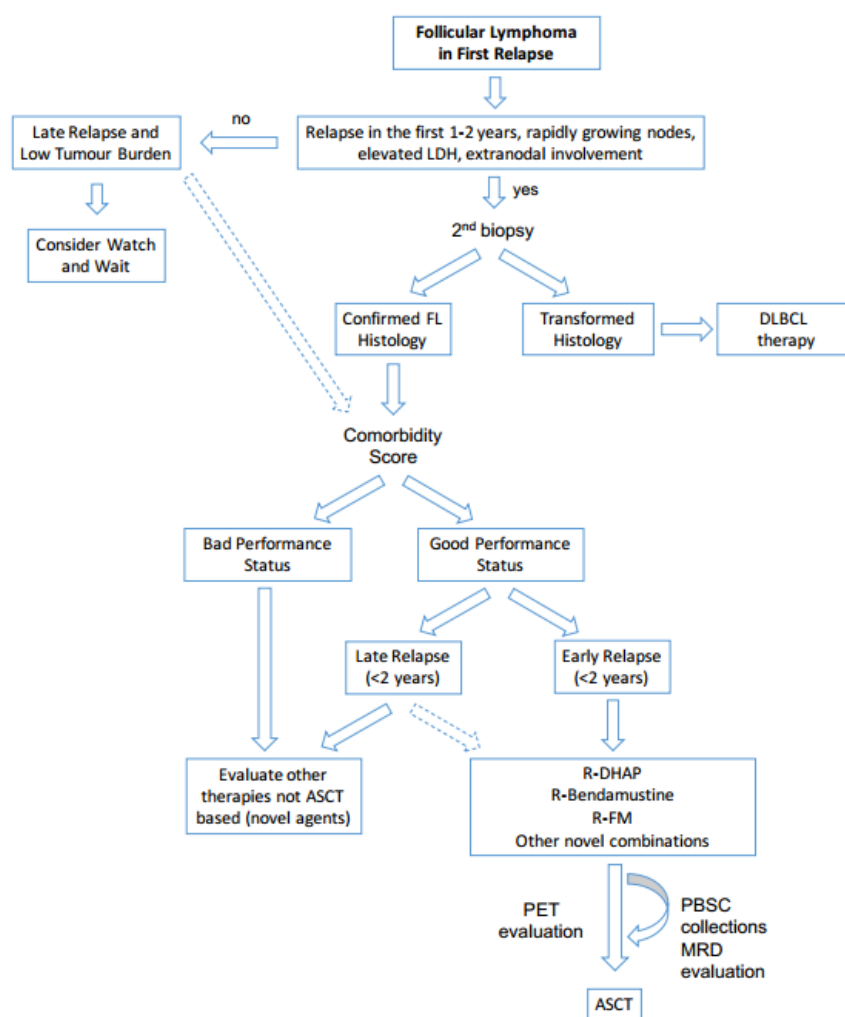 Follicular Lymphoma
in First Relapse
no
Late Relapse and
Low Tumour Burden
Relapse in the first 1-2 years, rapidly growing nodes,
elevated LDH, extranodal involvement
yes
Consider Watch
and Wait
2nd biopsy
Confirmed FL
Histology
Transformed
Histology
DLBCL
therapy
Comorbidity
Score
Bad Performance
Status
Good Performance
Status
Late Relapse
(<2 years)
Early Relapse
(<2 years)
Evaluate other
therapies not ASCT
based (novel agents)
R-DHAP
R-Bendamustine
R-FM
Other novel combinations
PET
evaluation
PBSC
collections
MRD
evaluation
ASCT